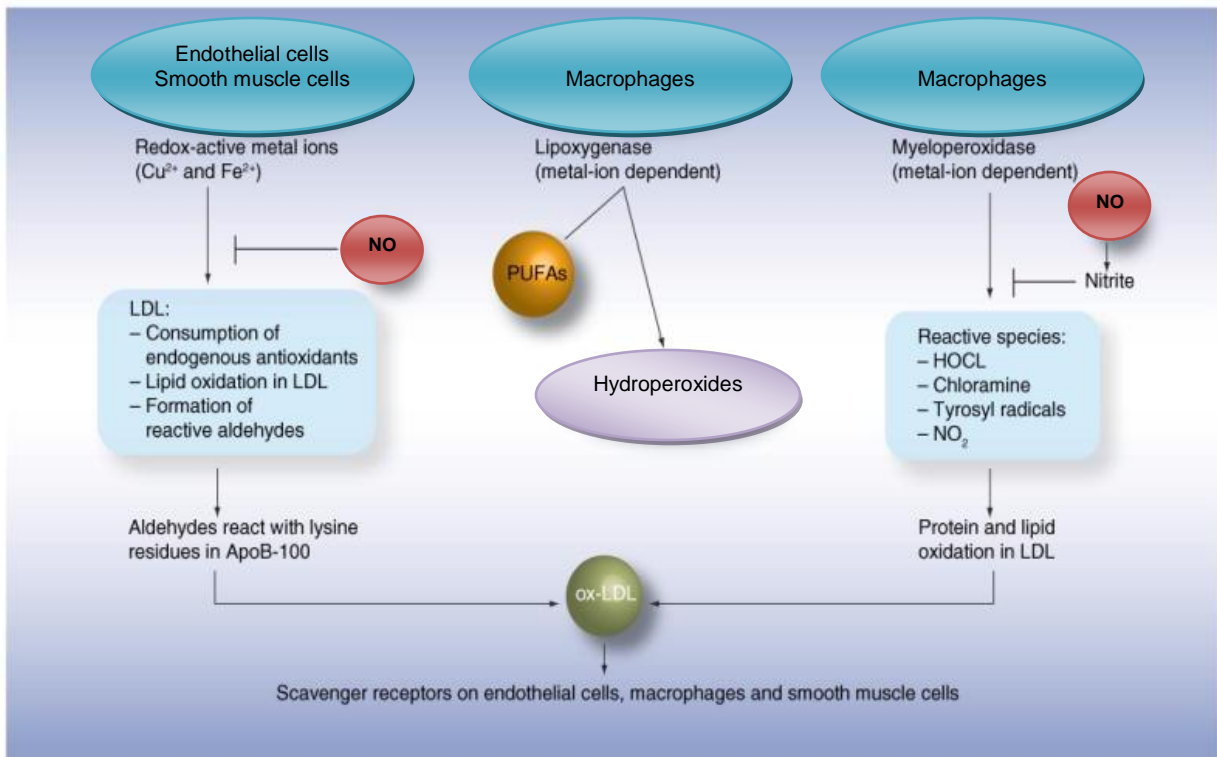 Endothelial cells
Smooth muscle cells
Macrophages
Macrophages
Redox-active metal ions
(Cu²⁺ and Fe²⁺)
Lipoxygenase
(metal-ion dependent)
Myeloperoxidase
(metal-ion dependent)
NO
NO
PUFAs
Nitrite
LDL:
– Consumption of
endogenous antioxidants
– Lipid oxidation in LDL
– Formation of
reactive aldehydes
Hydroperoxides
Reactive species:
– HOCL
– Chloramine
– Tyrosyl radicals
– NO₂
Aldehydes react with lysine
residues in ApoB-100
Protein and lipid
oxidation in LDL
ox-LDL
Scavenger receptors on endothelial cells, macrophages and smooth muscle cells